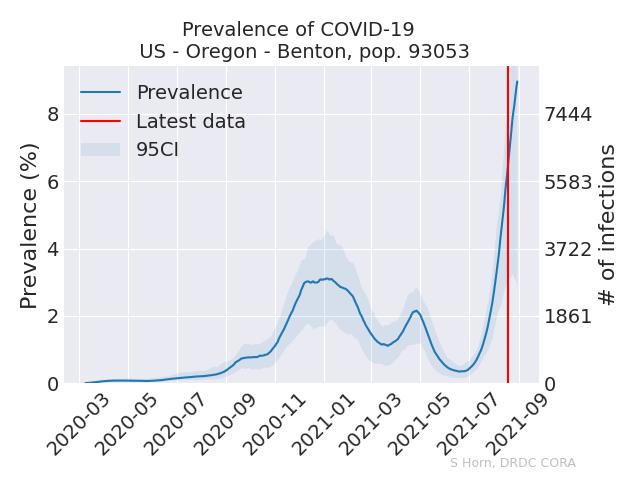 Prevalence of COVID-19
US - Oregon - Benton, pop. 93053
Prevalence
Latest data
95CI
Prevalence (%)
8
6
4
2
0
7444
5583
3722
1861
0
# of infections
2020-03
2020-05
2020-07
2020-09
2020-11
2021-01
2021-03
2021-05
2021-07
2021-09
S Horn, DRDC CORA